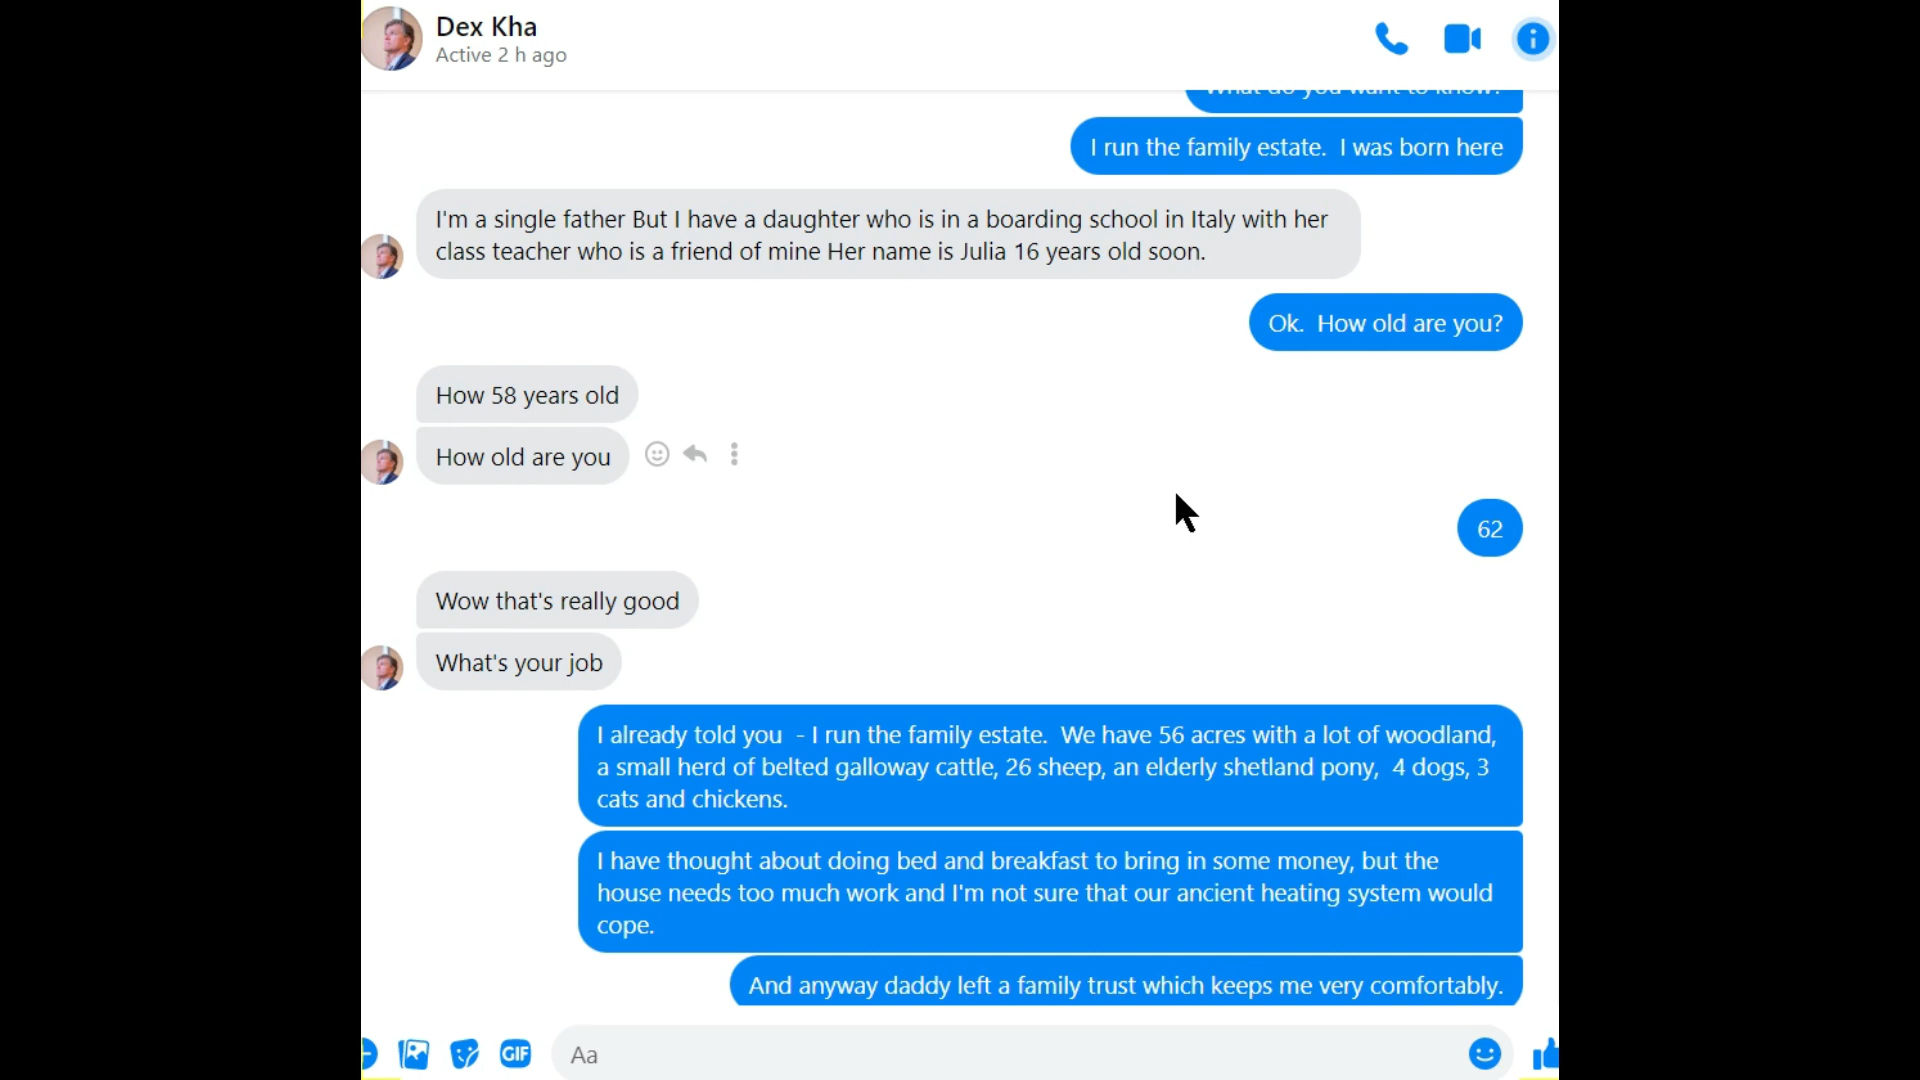 Dex Kha
Active 2 h ago
What do you want to know?
I run the family estate.  I was born here
I'm a single father But I have a daughter who is in a boarding school in Italy with her
class teacher who is a friend of mine Her name is Julia 16 years old soon.
Ok.  How old are you?
How 58 years old
How old are you
62
Wow that's really good
What's your job
I already told you  - I run the family estate.  We have 56 acres with a lot of woodland,
a small herd of belted galloway cattle, 26 sheep, an elderly shetland pony,  4 dogs, 3
cats and chickens.
I have thought about doing bed and breakfast to bring in some money, but the
house needs too much work and I'm not sure that our ancient heating system would
cope.
And anyway daddy left a family trust which keeps me very comfortably.
GIF
Aa